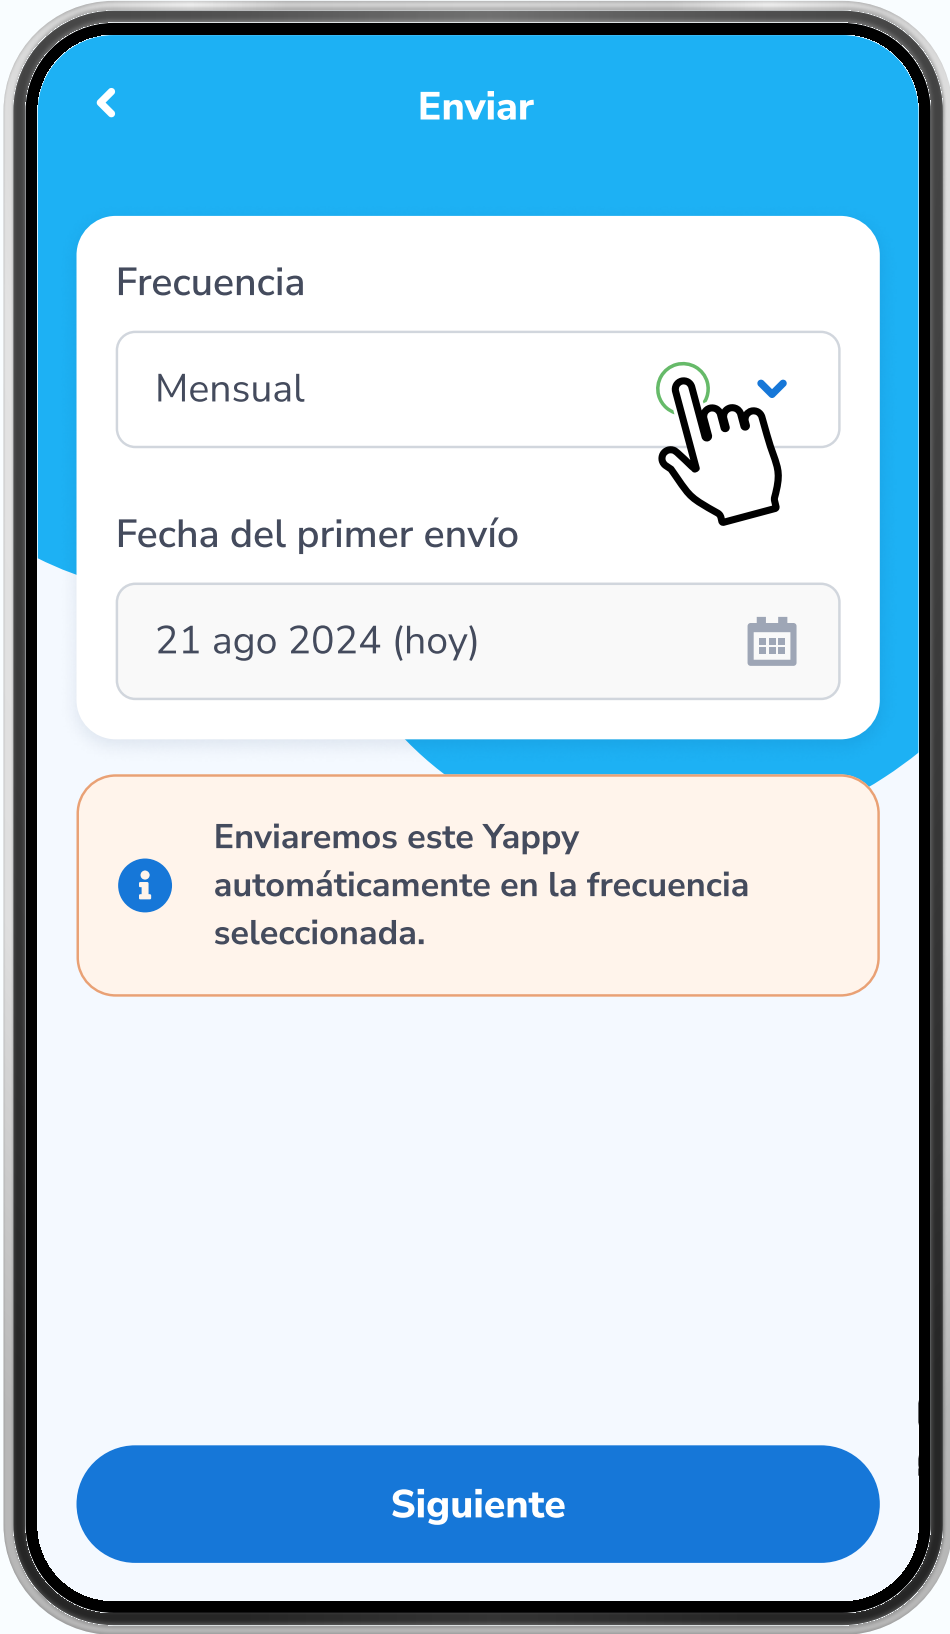 Enviar
Frecuencia
Mensual
Fecha del primer envío
21 ago 2024 (hoy)
Enviaremos este Yappy
automáticamente en la frecuencia
seleccionada.
Siguiente